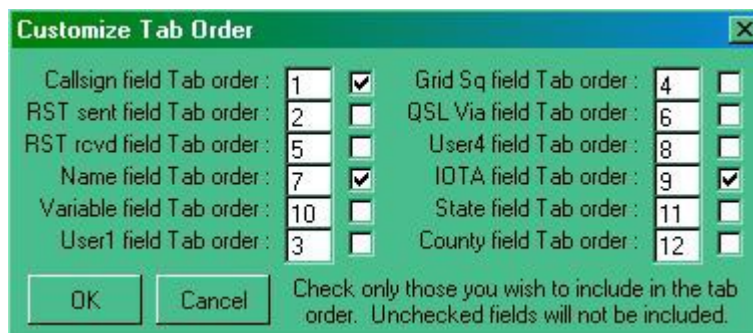 Customize Tab Order
Callsign field Tab order : 1
RST sent field Tab order : 2
RST rcvd field Tab order : 5
Name field Tab order : 7
Variable field Tab order : 10
User1 field Tab order : 3
Grid Sq field Tab order : 4
QSL Via field Tab order : 6
User4 field Tab order : 8
IOTA field Tab order : 9
State field Tab order : 11
County field Tab order : 12
OK
Cancel
Check only those you wish to include in the tab
order. Unchecked fields will not be included.